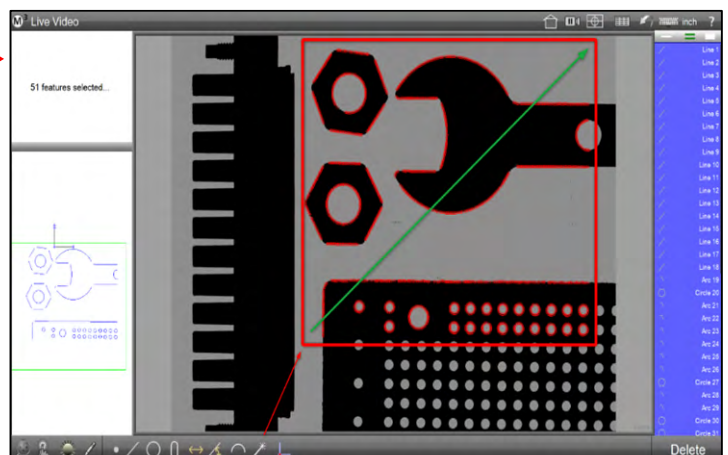 M3 Live Video
inch ?
51 features selected...
Line 1
Line 2
Line 3
Line 4
Line 5
Line 6
Line 7
Line 8
Line 9
Line 10
Line 11
Line 12
Line 13
Line 14
Line 15
Line 16
Line 17
Line 18
Arc 19
Circle 20
Arc 21
Arc 22
Arc 23
Arc 24
Arc 25
Arc 26
Circle 27
Arc 28
Arc 29
Circle 30
Circle 31
Delete